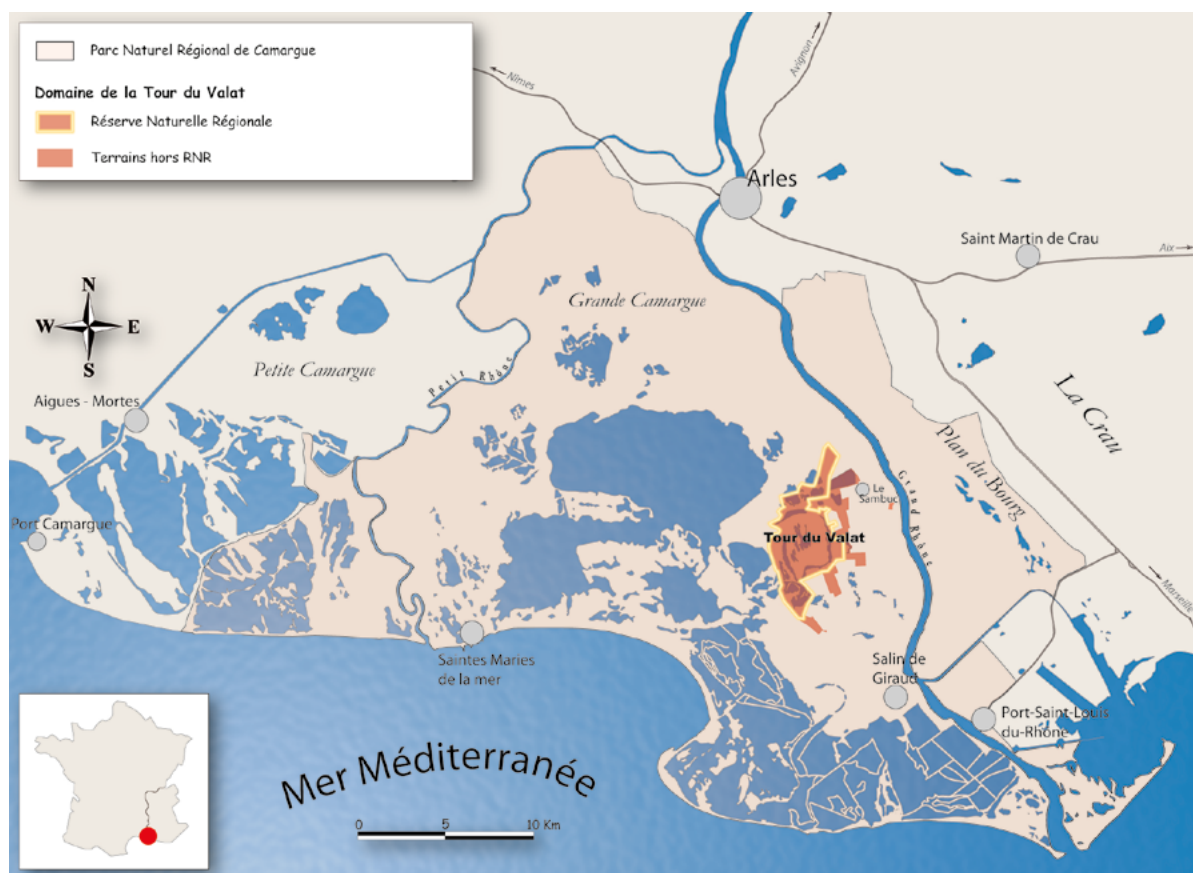 Parc Naturel Régional de Camargue
Domaine de la Tour du Valat
Réserve Naturelle Régionale
Terrains hors RNR
Nîmes
Avignon
Arles
Saint Martin de Crau
Aix
N
W E
S
Grande Camargue
Petite Camargue
Petit Rhône
Aigues - Mortes
La Crau
Plan du Bourg
Grand Rhône
Le
Sambuc
Port Camargue
Tour du Valat
Marseille
Saintes Maries
de la mer
Salin de
Giraud
Port-Saint-Louis
du-Rhône
Mer Méditerranée
0 5 10 Km